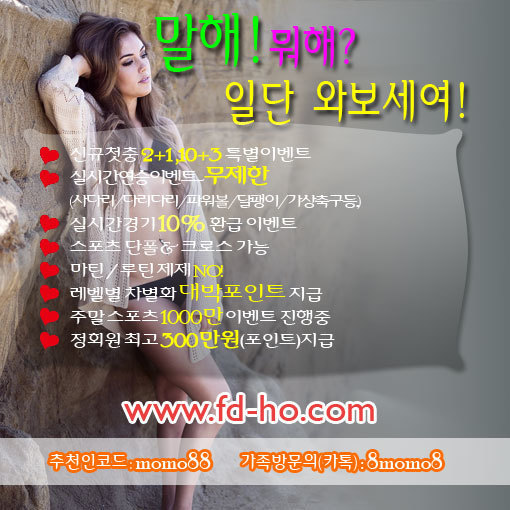 말해! 뭐해?
일단 와보세여!
신규첫충 2+1,10+3 특별이벤트
실시간연승이벤트 무제한
(사다리/다리다리/파워볼/달팽이/가상축구등)
실시간경기 10% 환급 이벤트
스포츠 단폴 & 크로스 가능
마틴 / 루틴 제제 NO!
레벨별 차별화 대박포인트 지급
주말 스포츠 1000만 이벤트 진행중
정회원 최고 300만원(포인트)지급
www.fd-ho.com
추천인코드 : momo88 가족방문의(카톡) : 8momo8